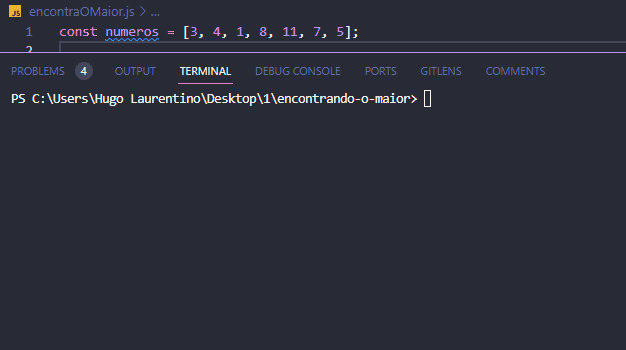 JS encontraOMaior.js > ...
1 const numeros = [3, 4, 1, 8, 11, 7, 5];
2
PROBLEMS 4 OUTPUT TERMINAL DEBUG CONSOLE PORTS GITLENS COMMENTS
PS C:\Users\Hugo Laurentino\Desktop\1\encontrando-o-maior>